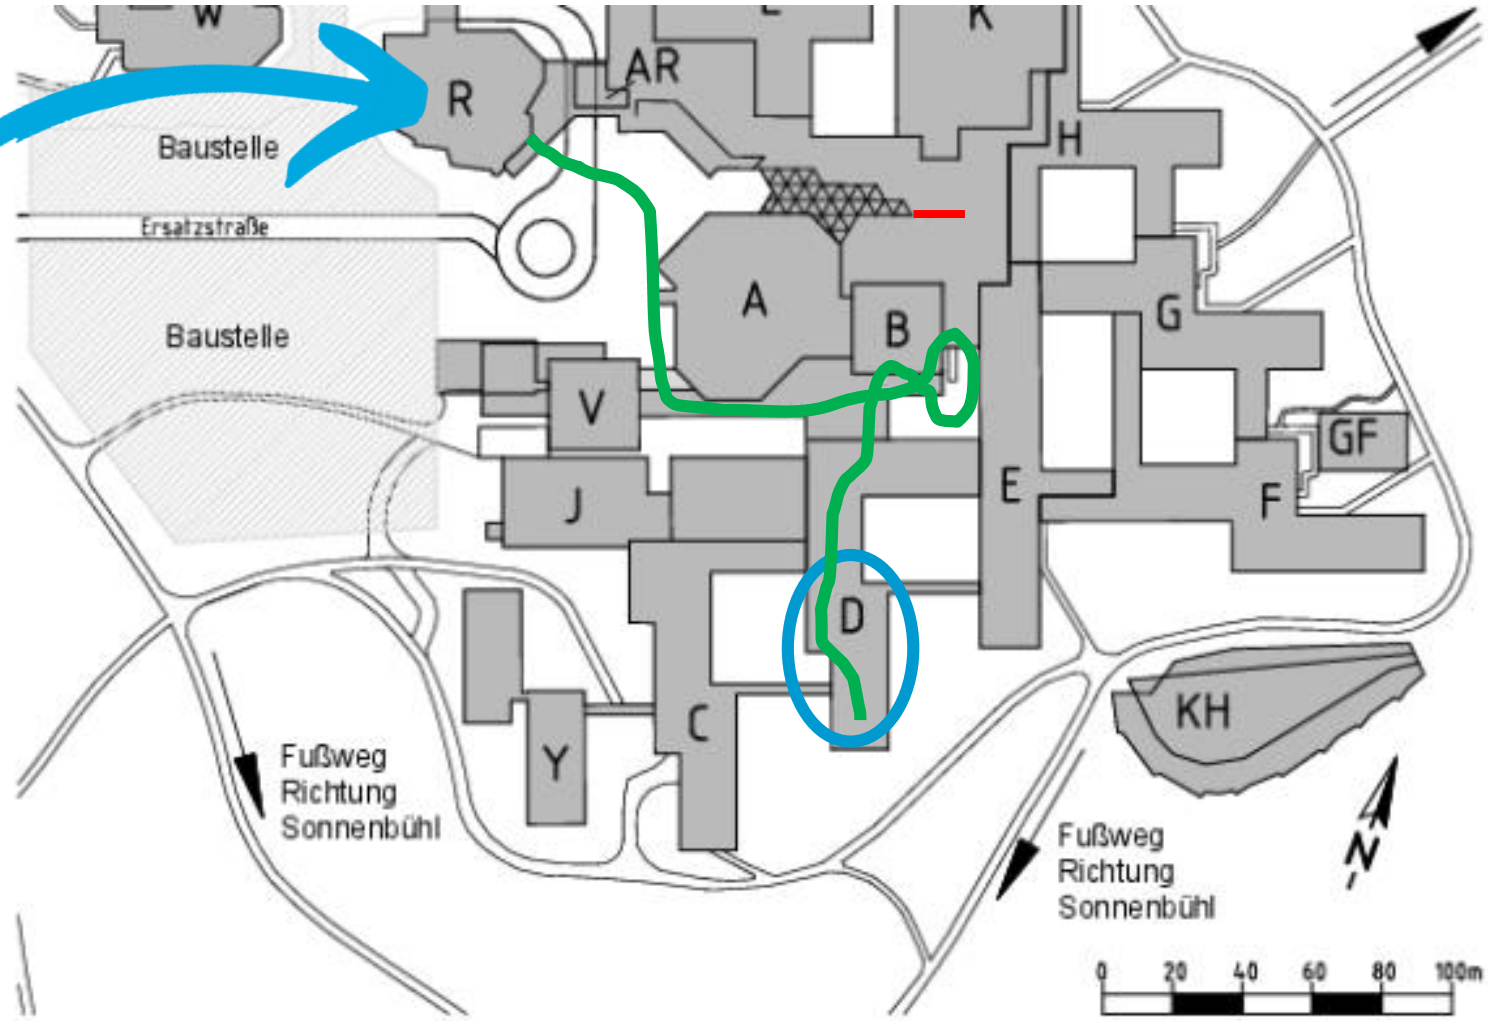 W
L
K
R
AR
Baustelle
H
Ersatzstraße
A
B
G
Baustelle
V
GF
J
E
F
D
C
KH
Y
Fußweg
Richtung
Sonnenbühl
Fußweg
Richtung
Sonnenbühl
N
0 20 40 60 80 100m